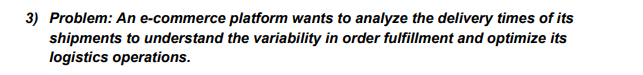 3) Problem: An e-commerce platform wants to analyze the delivery times of its
shipments to understand the variability in order fulfillment and optimize its
logistics operations.